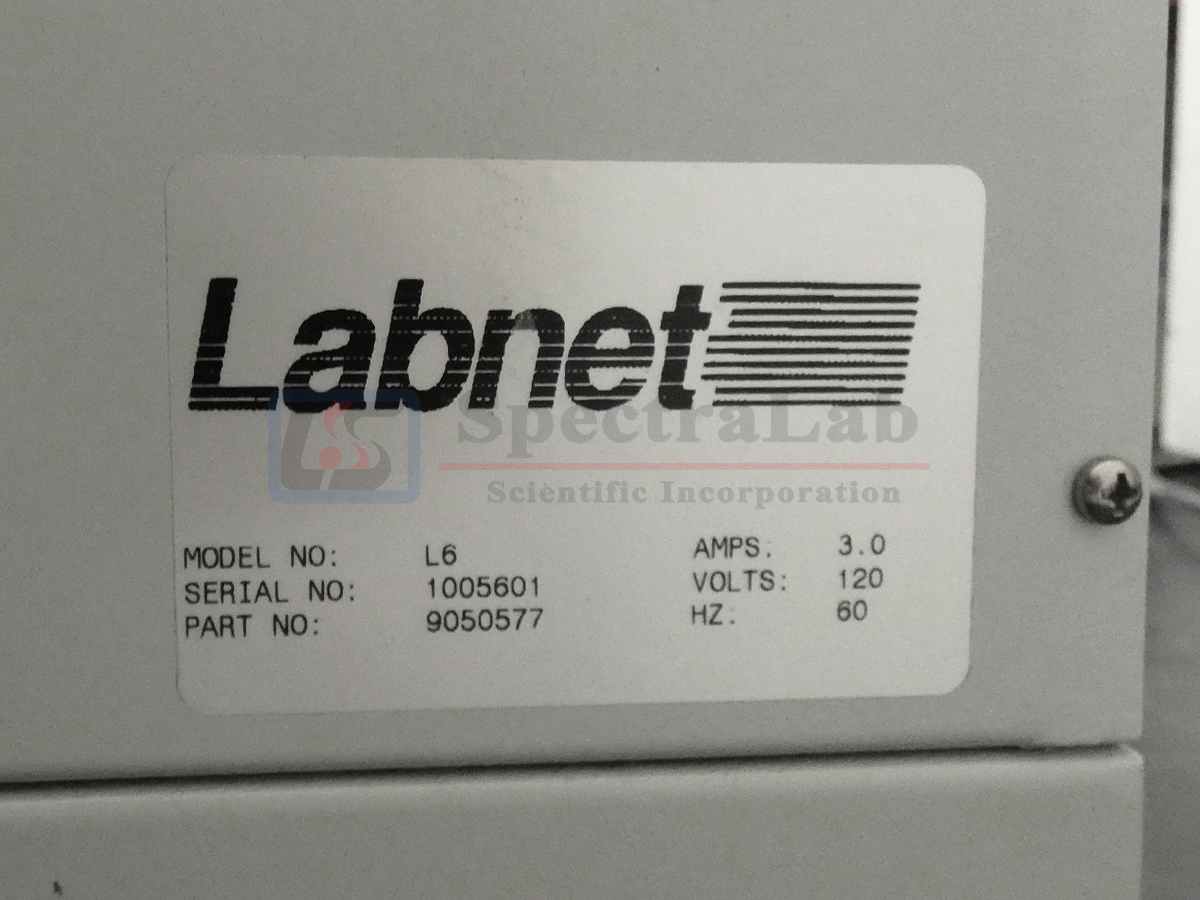 Labnet
SpectraLab
Scientific Incorporation
MODEL NO: L6 AMPS: 3.0
SERIAL NO: 1005601 VOLTS: 120
PART NO: 9050577 HZ: 60